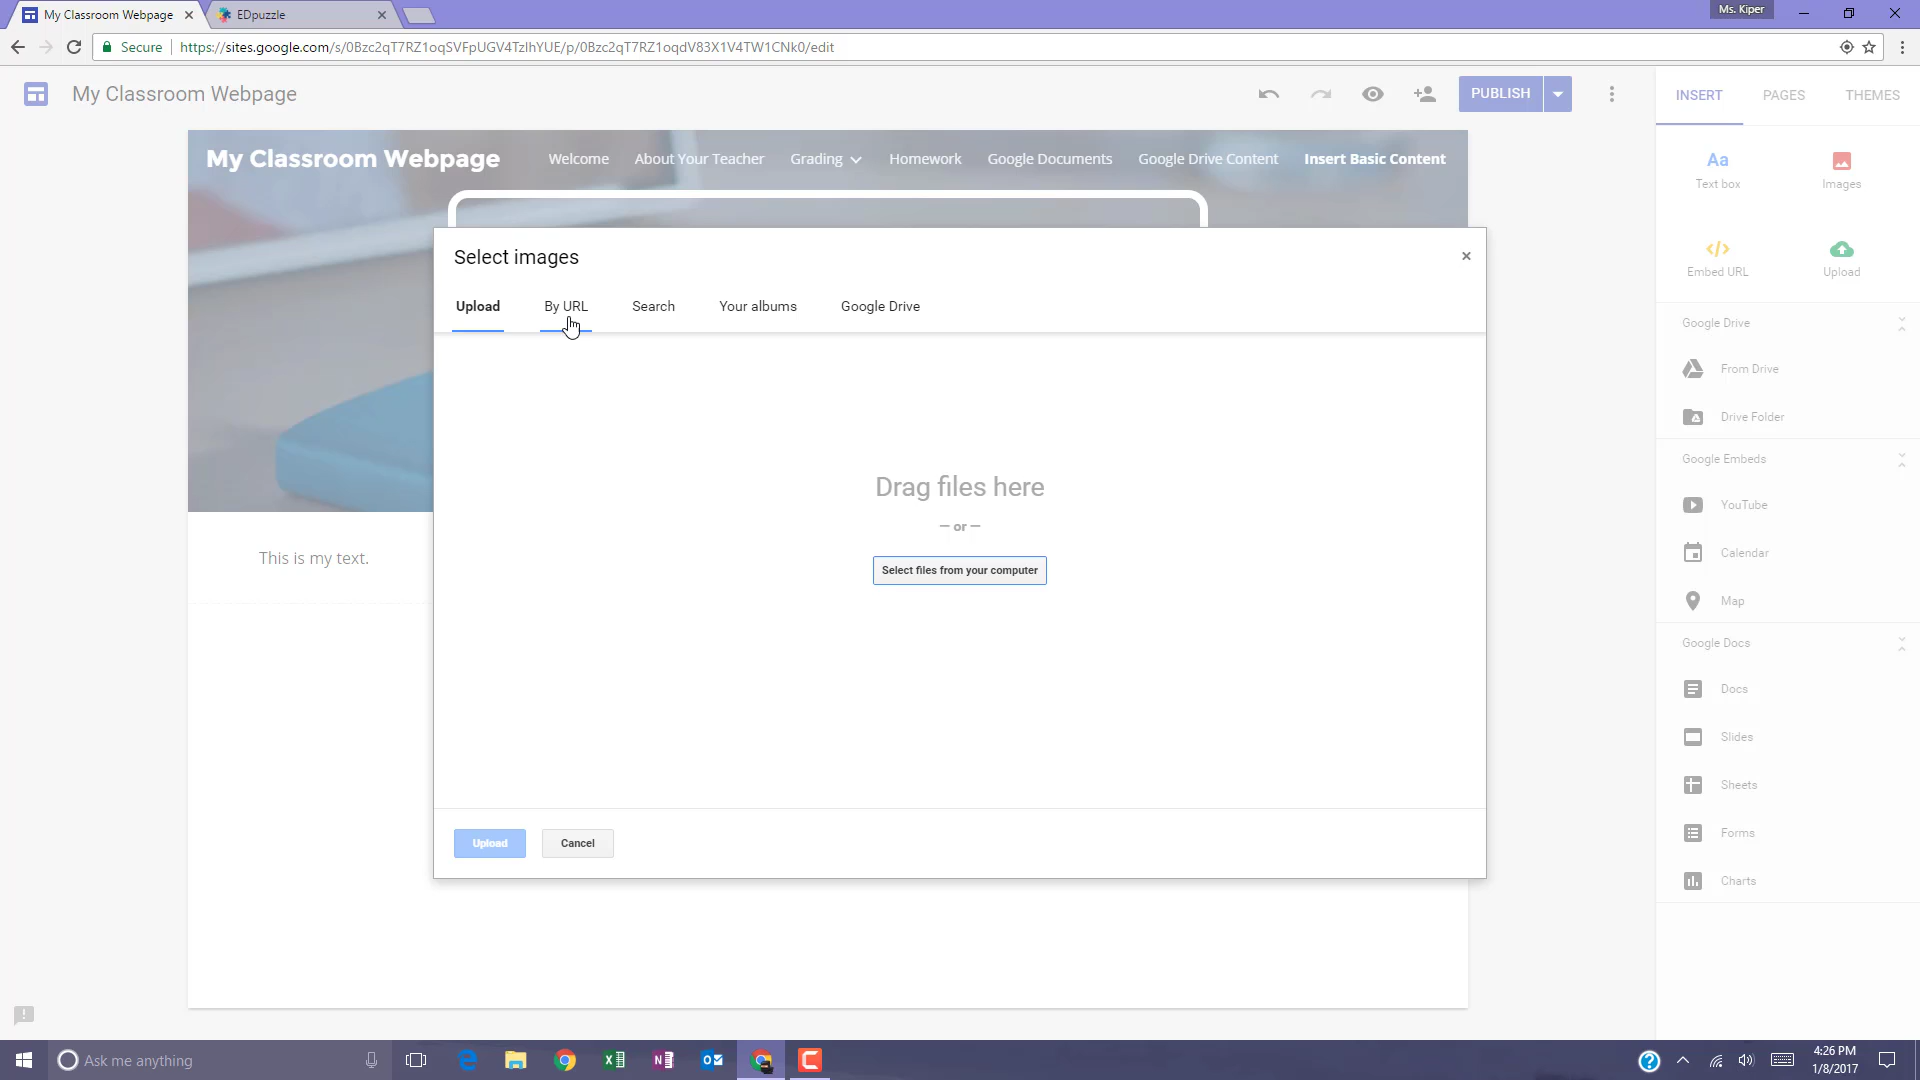 My Classroom Webpage
EDpuzzle
Ms. Kiper
Secure
https://sites.google.com/s/0Bzc2qT7RZ1oqSVFpUGV4TzlhYUE/p/0Bzc2qT7RZ1oqdV83X1V4TW1CNk0/edit
My Classroom Webpage
PUBLISH
INSERT
PAGES
THEMES
My Classroom Webpage
Welcome
About Your Teacher
Grading
Homework
Google Documents
Google Drive Content
Insert Basic Content
Aa
Text box
Images
Embed URL
Upload
Select images
Upload
By URL
Search
Your albums
Google Drive
Drag files here
— or —
Select files from your computer
Upload
Cancel
This is my text.
Google Drive
From Drive
Drive Folder
Google Embeds
YouTube
Calendar
Map
Google Docs
Docs
Slides
Sheets
Forms
Charts
Ask me anything
4:26 PM
1/8/2017